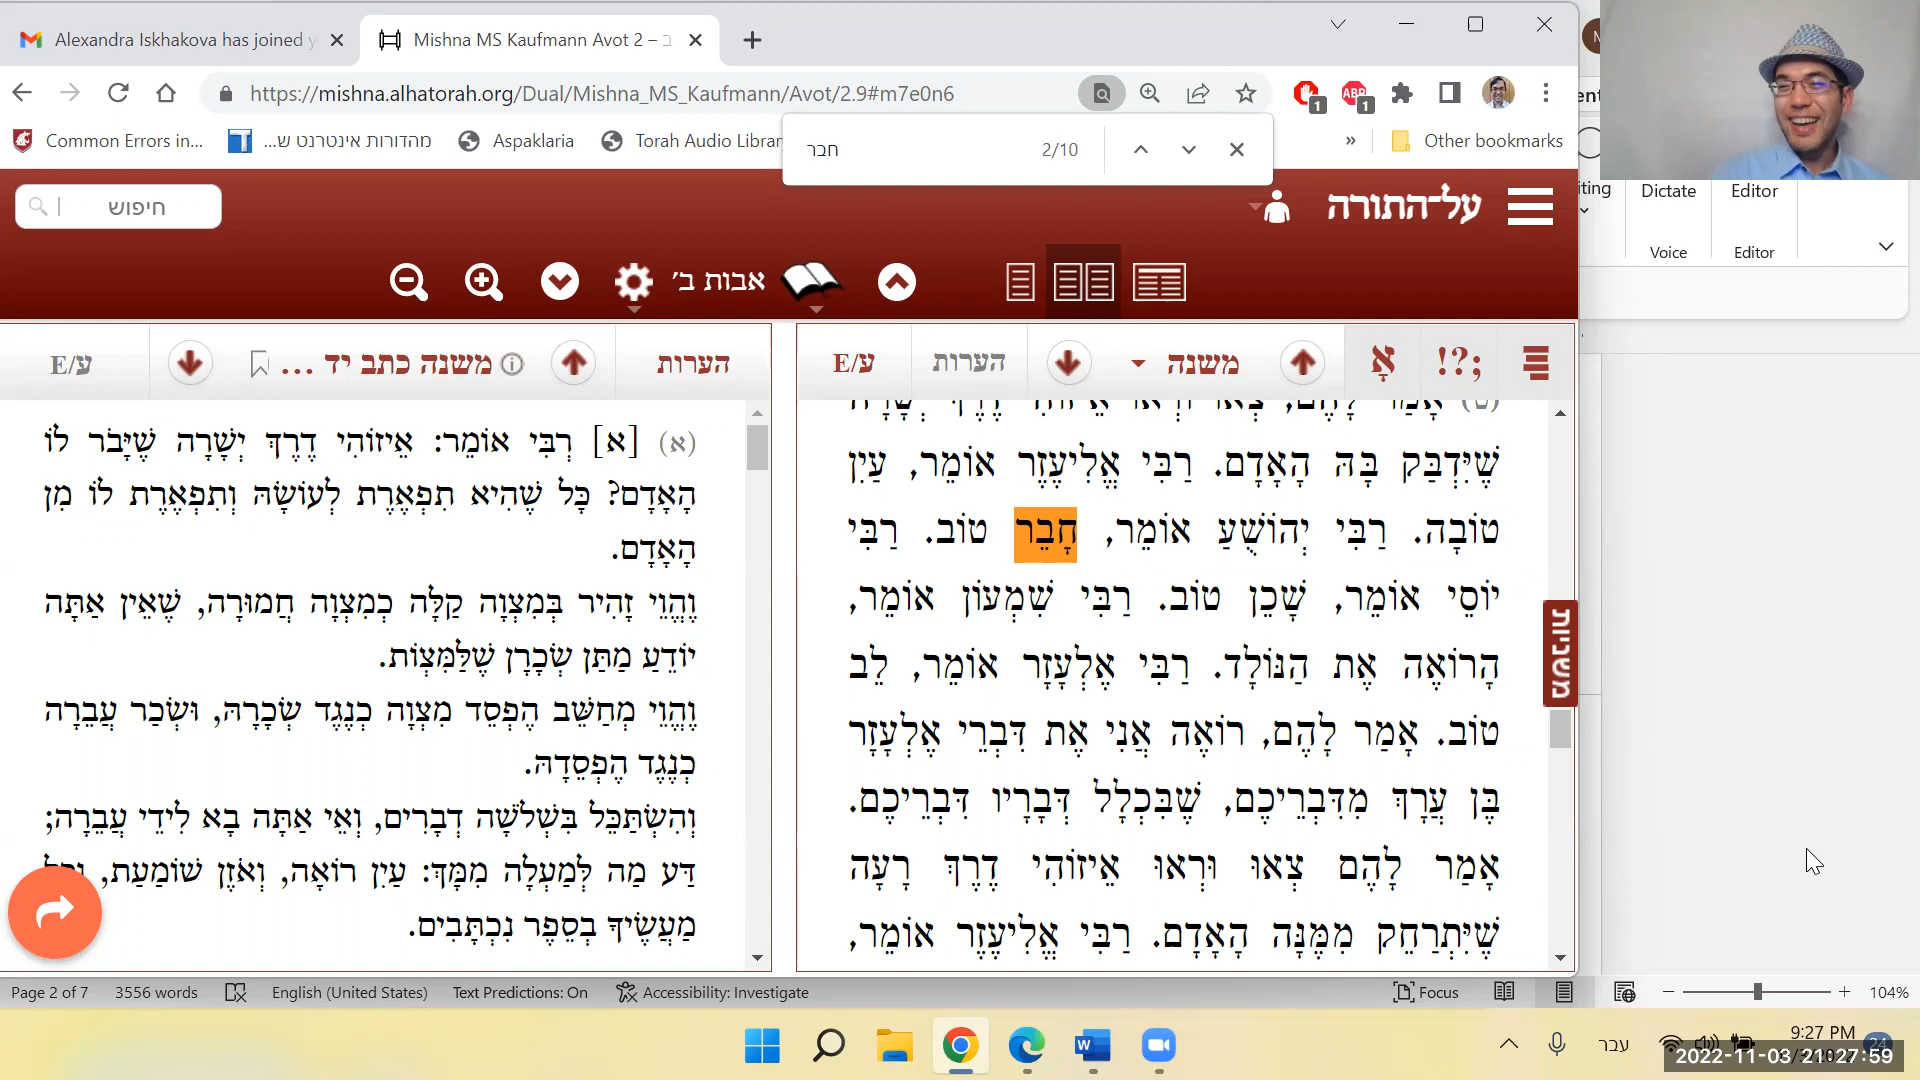 Alexandra Iskhakova has joined y
Mishna MS Kaufmann Avot 2 –
https://mishna.alhatorah.org/Dual/Mishna_MS_Kaufmann/Avot/2.9#m7e0n6
Common Errors in...
מהדורות אינטרנט ש...
Aspaklaria
Torah Audio Librar
»
Other bookmarks
חבר
2/10
חיפוש
על־התורה
אבות ב׳
Dictate
Editor
Voice
Editor
משנה
הערות
ע/E
;?!
אָ
שֶׁיִּדְבַּק בָּהּ הָאָדָם. רַבִּי אֱלִיעֶזֶר אוֹמֵר, עַיִן
טוֹבָה. רַבִּי יְהוֹשֻׁעַ אוֹמֵר, חָבֵר טוֹב. רַבִּי
יוֹסֵי אוֹמֵר, שָׁכֵן טוֹב. רַבִּי שִׁמְעוֹן אוֹמֵר,
הָרוֹאֶה אֶת הַנּוֹלָד. רַבִּי אֶלְעָזָר אוֹמֵר, לֵב
טוֹב. אָמַר לָהֶם, רוֹאֶה אֲנִי אֶת דִּבְרֵי אֶלְעָזָר
בֶּן עֲרָךְ מִדִּבְרֵיכֶם, שֶׁבִּכְלָל דְּבָרָיו דִּבְרֵיכֶם.
אָמַר לָהֶם צְאוּ וּרְאוּ אֵיזוֹהִי דֶרֶךְ רָעָה
שֶׁיִּתְרַחֵק מִמֶּנָּה הָאָדָם. רַבִּי אֱלִיעֶזֶר אוֹמֵר,
משניות
הערות
משנה כתב יד ...
ע/E
(א) [א] רְבִּי אוֹמֵר: אֵיזוֹהִי דֶרֶךְ יְשָׁרָה שֶׁיָּבֹר לוֹ
הָאָדָם? כָּל שֶׁהִיא תִפְאֶרֶת לְעוֹשָׂהּ וְתִפְאֶרֶת לוֹ מִן
הָאָדָם.
וֶהֱוֵי זָהִיר בְּמִצְוָה קַלָּה כְמִצְוָה חֲמוּרָה, שֶׁאֵין אַתָּה
יוֹדֵעַ מַתַּן שְׂכָרָן שֶׁלַּמִּצְוֹת.
וֶהֱוֵי מְחַשֵּׁב הֶפְסֵד מִצְוָה כְנֶגֶד שְׂכָרָהּ, וּשְׂכַר עֲבֵרָה
כְנֶגֶד הֶפְסֵדָהּ.
וְהִשְׂתַּכֵּל בִּשְׁלֹשָׁה דְבָרִים, וְאֵי אַתָּה בָא לִידֵי עֲבֵרָה;
דַּע מַה לְּמַעְלָה מִמָּךְ: עַיִן רוֹאָה, וְאֹזֶן שׁוֹמַעַת,
מַעֲשֶׂיךָ בְסֵפֶר נִכְתָּבִים.
Page 2 of 7
3556 words
English (United States)
Text Predictions: On
Accessibility: Investigate
Focus
104%
עבר
9:27 PM
2022-11-03 21:27:59